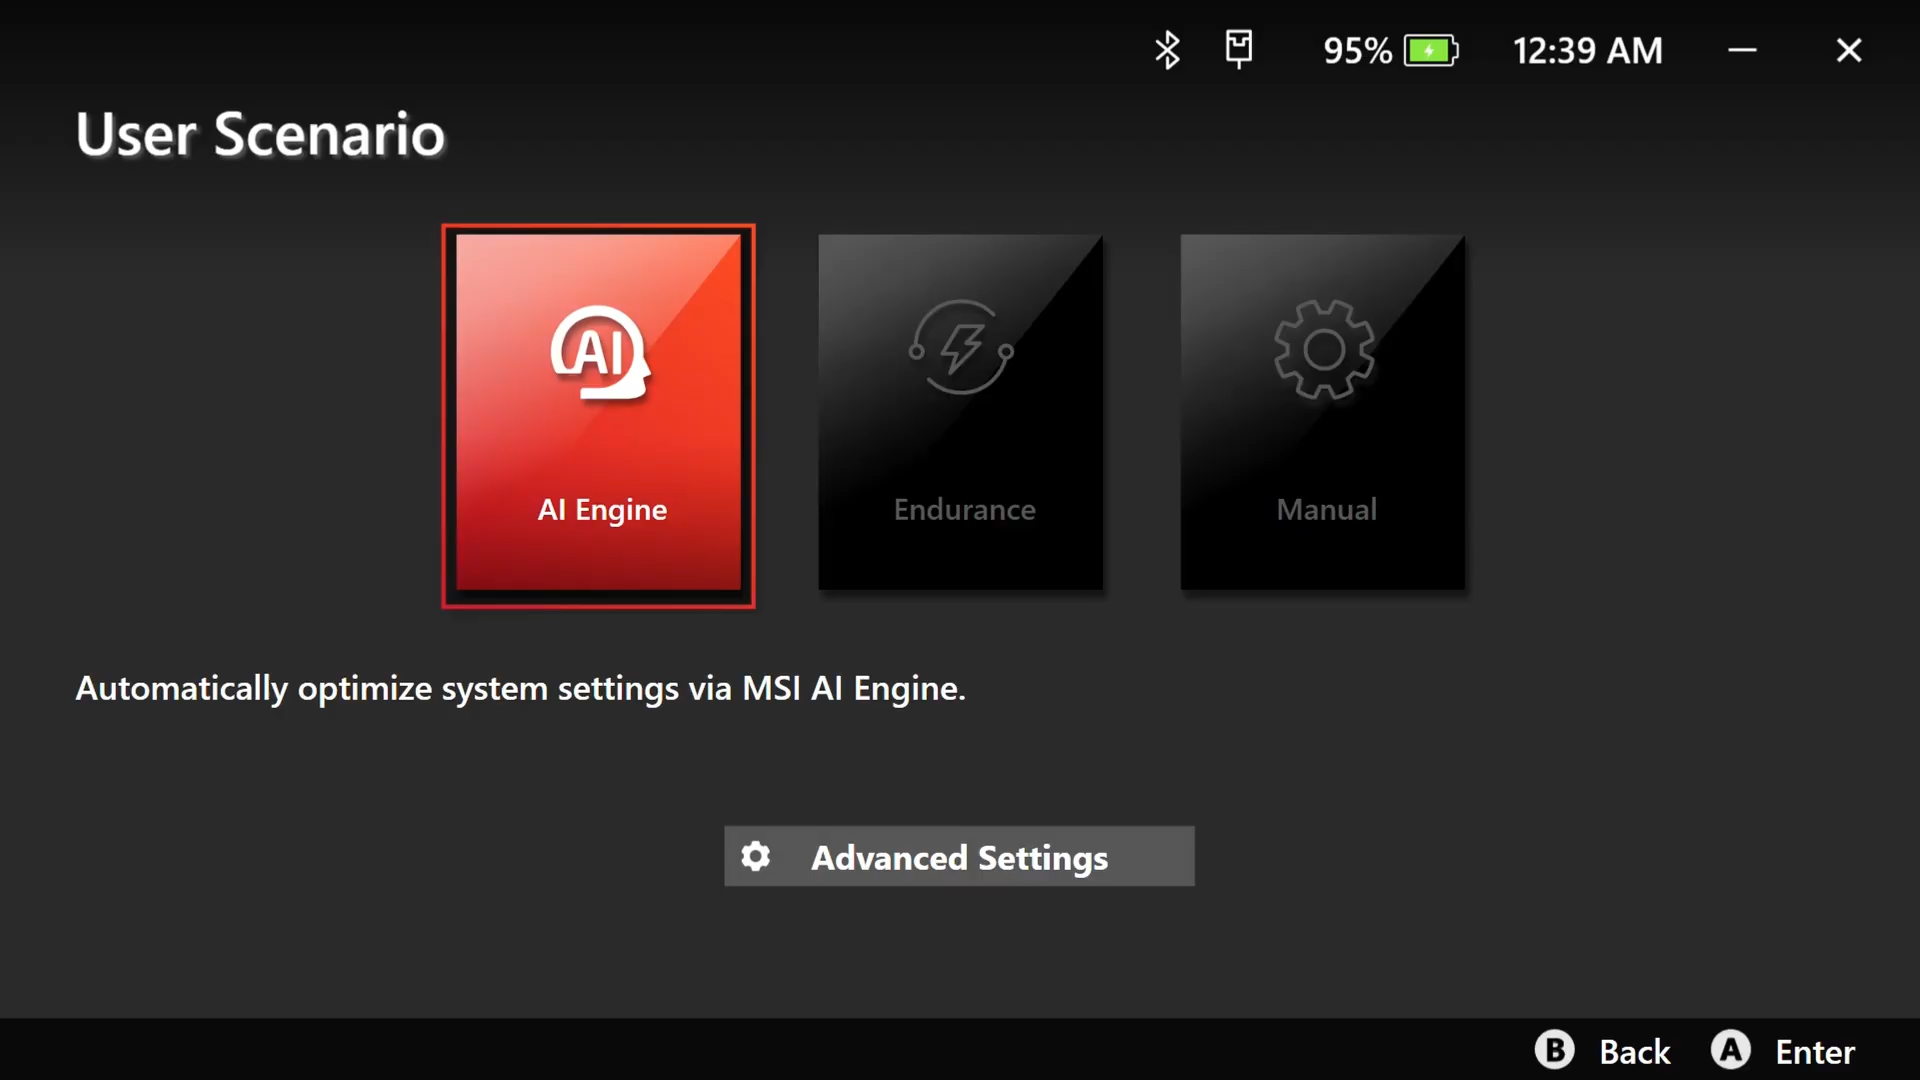 95% 12:39 AM
User Scenario
AI
AI Engine
Endurance
Manual
Automatically optimize system settings via MSI AI Engine.
Advanced Settings
B Back A Enter